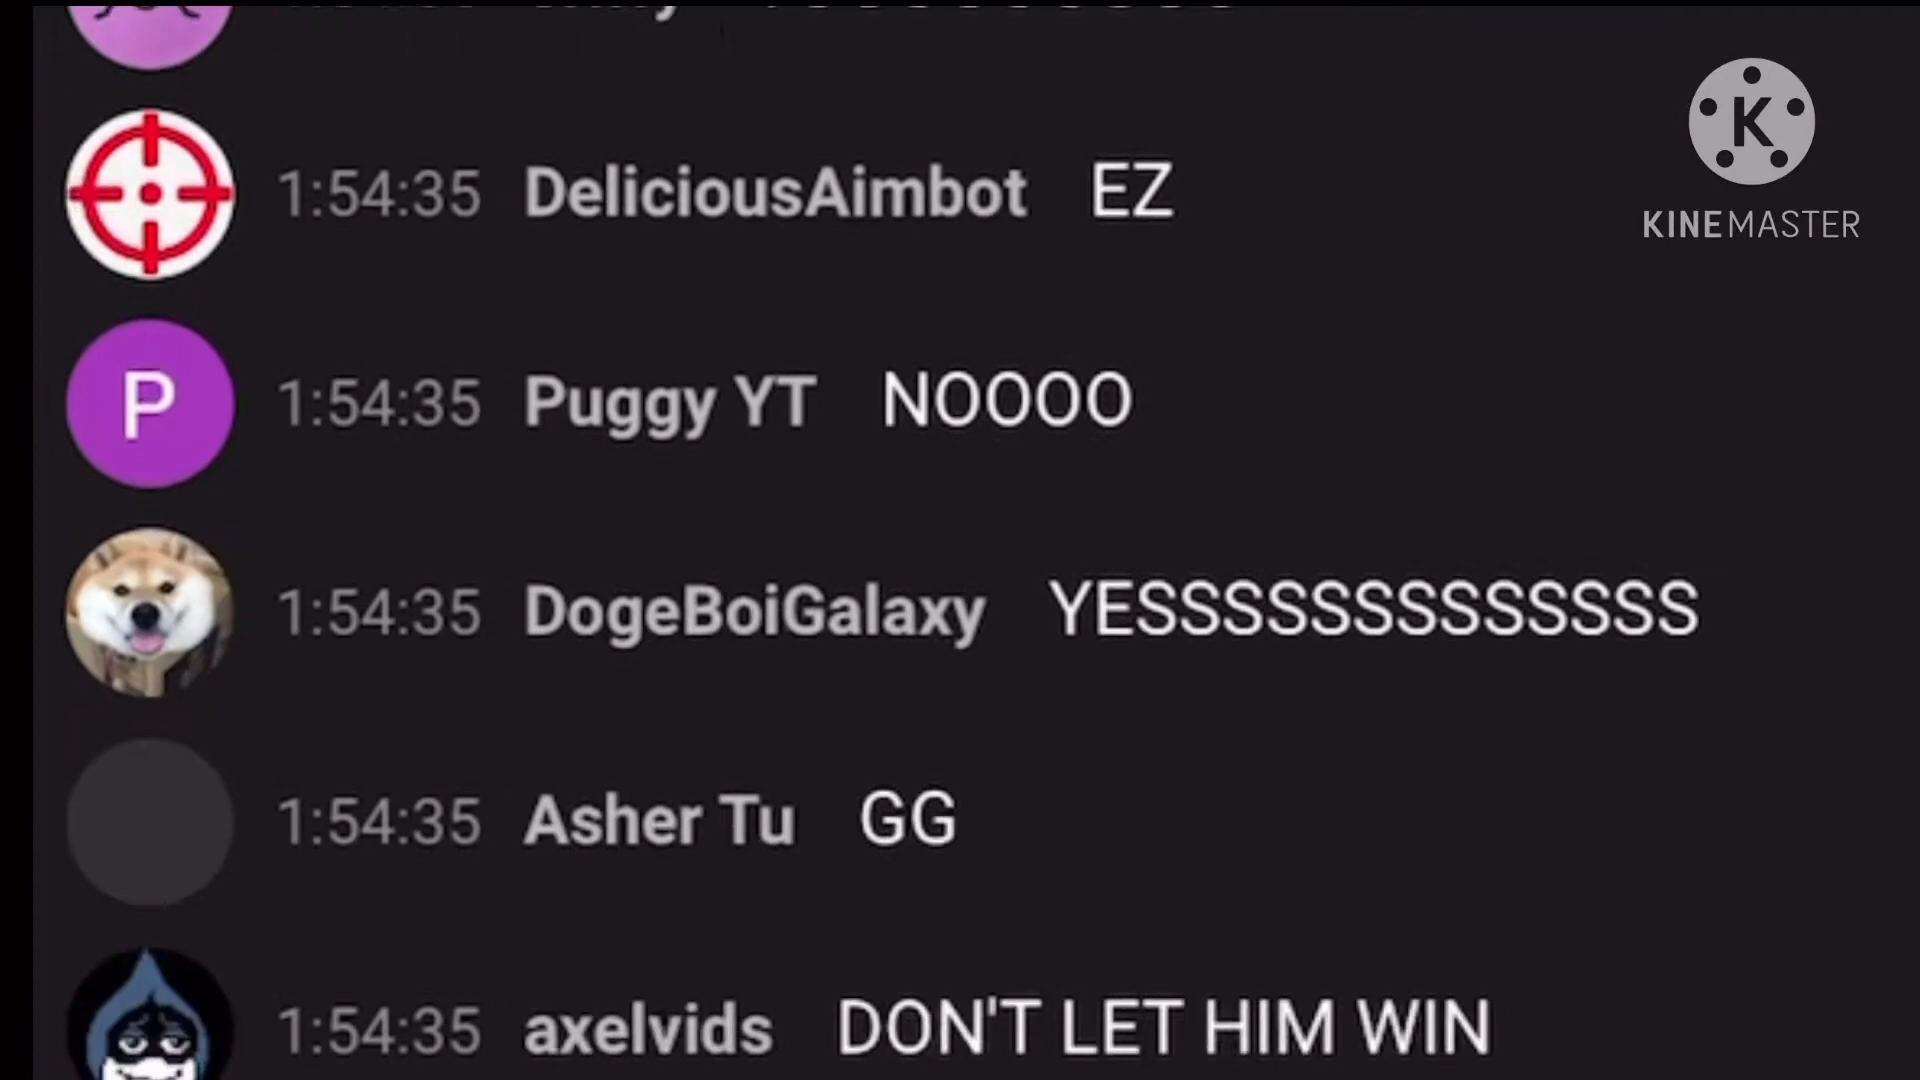 K
KINEMASTER
1:54:35 DeliciousAimbot EZ
P
1:54:35 Puggy YT NOOOO
1:54:35 DogeBoiGalaxy YESSSSSSSSSSSSS
1:54:35 Asher Tu GG
1:54:35 axelvids DON'T LET HIM WIN